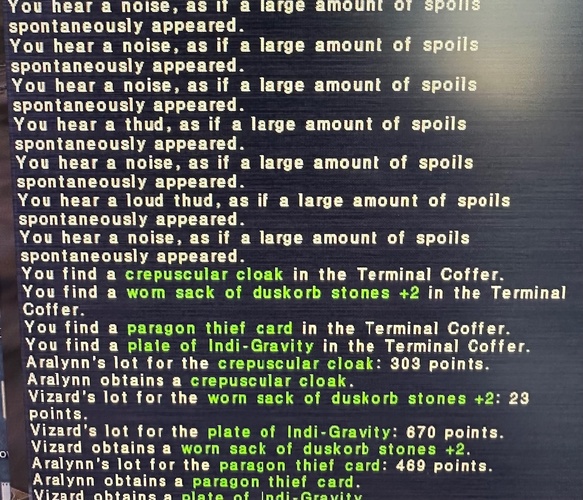 You hear a noise, as if a large amount of spoils
spontaneously appeared.
You hear a noise, as if a large amount of spoils
spontaneously appeared.
You hear a noise, as if a large amount of spoils
spontaneously appeared.
You hear a thud, as if a large amount of spoils
spontaneously appeared.
You hear a noise, as if a large amount of spoils
spontaneously appeared.
You hear a loud thud, as if a large amount of spoils
spontaneously appeared.
You hear a noise, as if a large amount of spoils
spontaneously appeared.
You find a crepuscular cloak in the Terminal Coffer.
You find a worn sack of duskorb stones +2 in the Terminal
Coffer.
You find a paragon thief card in the Terminal Coffer.
You find a plate of Indi-Gravity in the Terminal Coffer.
Aralynn's lot for the crepuscular cloak: 303 points.
Aralynn obtains a crepuscular cloak.
Vizard's lot for the worn sack of duskorb stones +2: 23
points.
Vizard's lot for the plate of Indi-Gravity: 670 points.
Vizard obtains a worn sack of duskorb stones +2.
Aralynn's lot for the paragon thief card: 469 points.
Aralynn obtains a paragon thief card.
Vizard obtains a plate of Indi-Gravity.